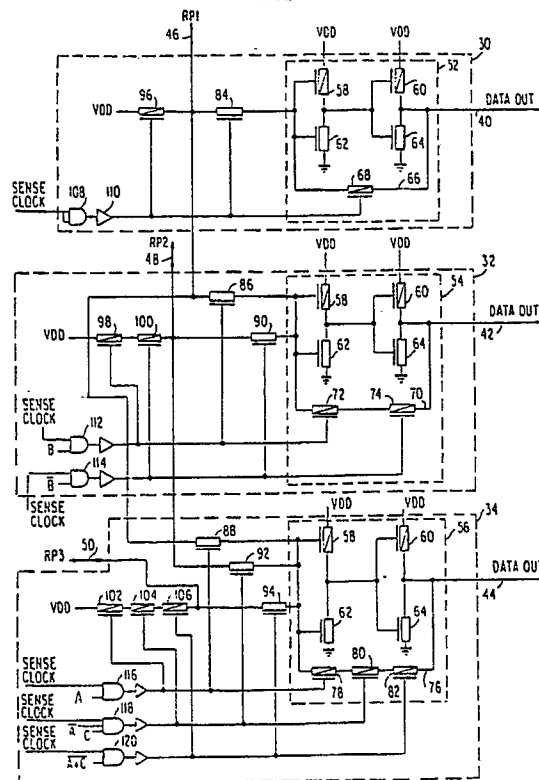 RP1
46
VDD
VDD
52
30
96
84
58
60
VDD
DATA OUT
40
62
64
68
66
SENSE
CLOCK
108
110
RP2
48
VDD
VDD
32
86
54
98
100
90
58
60
VDD
DATA OUT
42
62
64
72
74
70
SENSE
CLOCK
112
B
114
B̅
SENSE
CLOCK
VDD
VDD
34
56
88
58
60
RP3
50
92
DATA OUT
44
VDD
102
104
106
94
62
64
80
78
82
76
SENSE
CLOCK
116
A
SENSE
CLOCK
118
A̅ C
SENSE
CLOCK
120